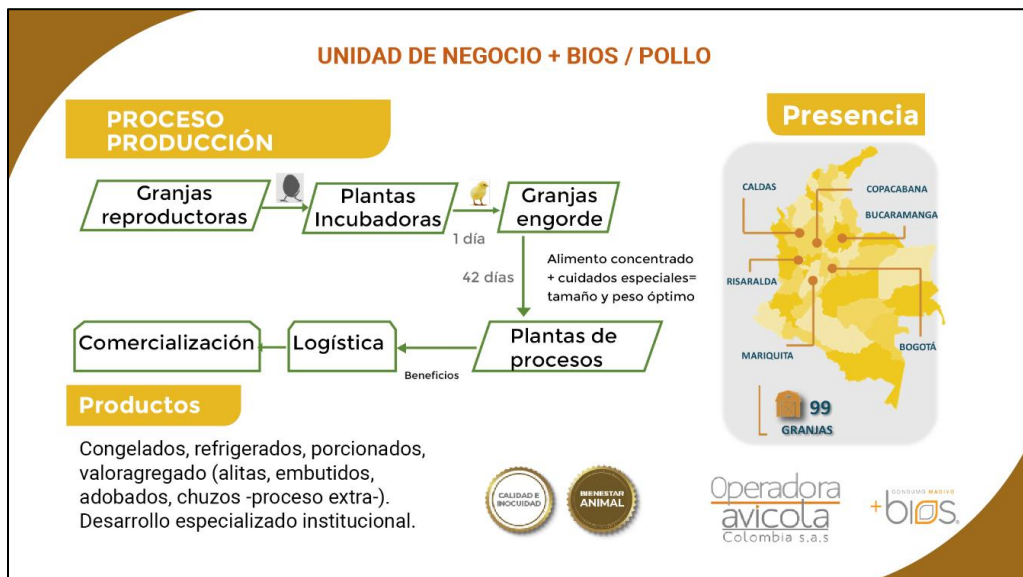 UNIDAD DE NEGOCIO + BIOS / POLLO
PROCESO
PRODUCCIÓN
Granjas
reproductoras
Plantas
Incubadoras
1 día
Granjas
engorde
42 días
Alimento concentrado
+ cuidados especiales=
tamaño y peso óptimo
Comercialización
Logística
Beneficios
Plantas de
procesos
Productos
Congelados, refrigerados, porcionados,
valoragregado (alitas, embutidos,
adobados, chuzos -proceso extra-).
Desarrollo especializado institucional.
CALIDAD E
INOCUIDAD
BIENESTAR
ANIMAL
Presencia
CALDAS
COPACABANA
BUCARAMANGA
RISARALDA
MARIQUITA
BOGOTÁ
99
GRANJAS
Operadora
avicola
Colombia s.a.s
CONSUMO MASIVO
+bios®